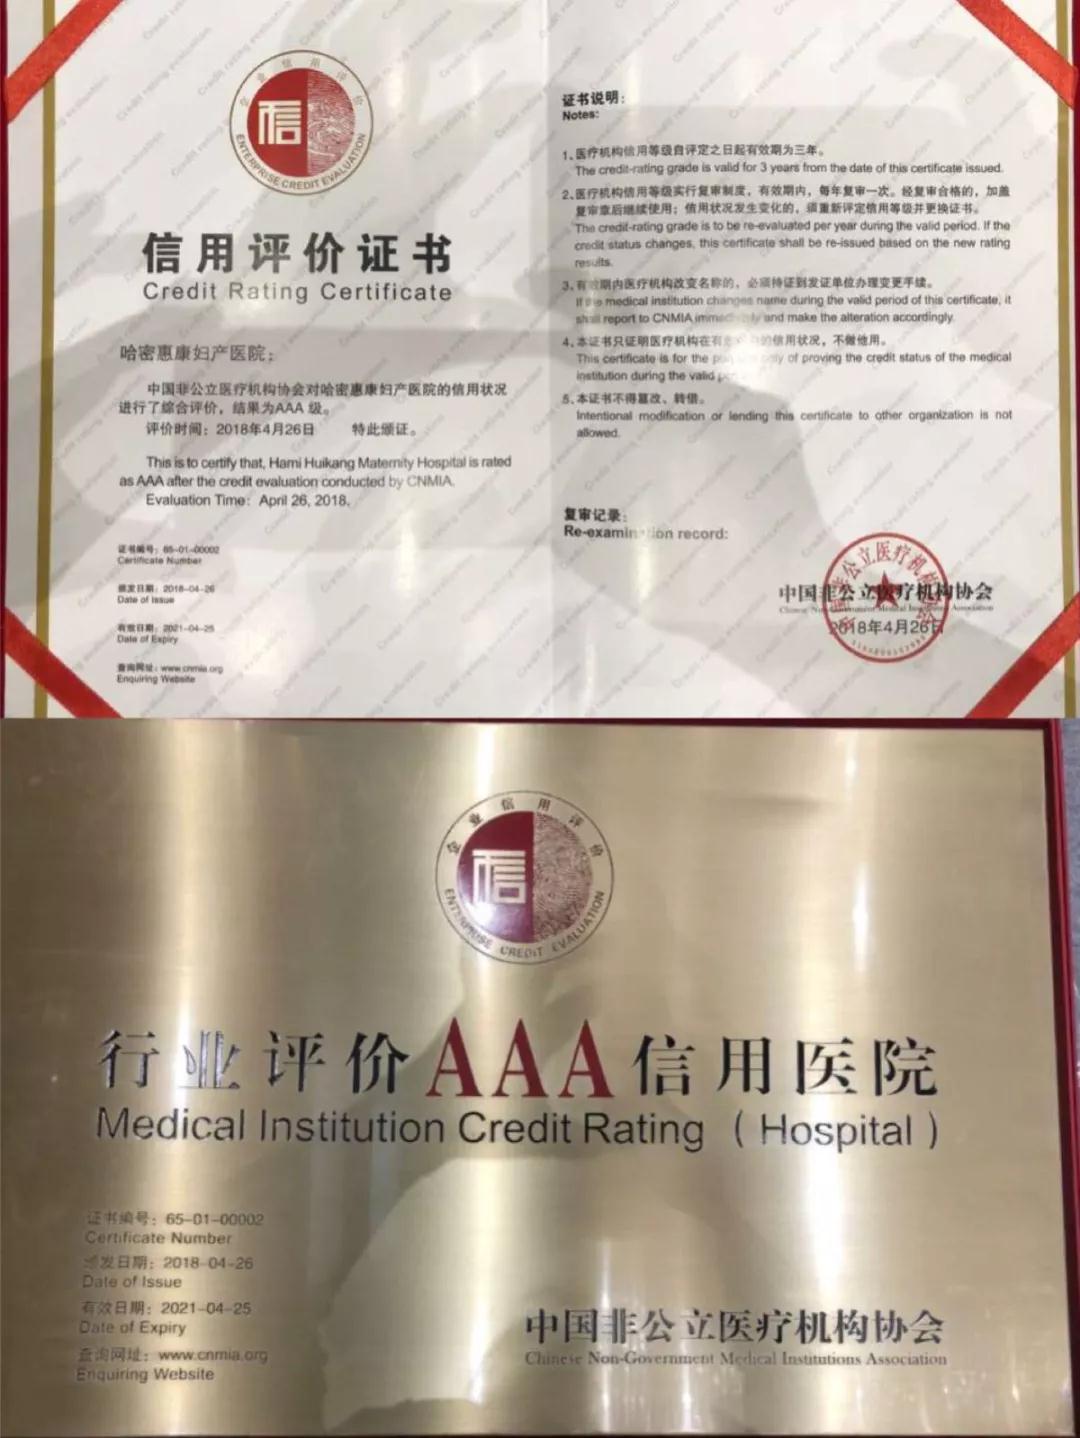 企业信用评价
信
ENTERPRISE CREDIT EVALUATION
信用评价证书
Credit Rating Certificate
哈密惠康妇产医院：
中国非公立医疗机构协会对哈密惠康妇产医院的信用状况
进行了综合评价，结果为AAA 级。
评价时间：2018年4月26日 特此颁证。
This is to certify that, Hami Huikang Maternity Hospital is rated
as AAA after the credit evaluation conducted by CNMIA.
Evaluation Time: April 26, 2018.
证书编号：65-01-00002
Certificate Number
颁发日期：2018-04-26
Date of Issue
有效日期：2021-04-25
Date of Expiry
查询网址：www.cnmia.org
Enquiring Website
证书说明：
Notes:
1、医疗机构信用等级自评定之日起有效期为三年。
The credit-rating grade is valid for 3 years from the date of this certificate issued.
2、医疗机构信用等级实行复审制度，有效期内，每年复审一次。经复审合格的，加盖
复审章后继续使用；信用状况发生变化的，须重新评定信用等级并更换证书。
The credit-rating grade is to be re-evaluated per year during the valid period. If the
credit status changes, this certificate shall be re-issued based on the new rating
results.
3、有效期内医疗机构改变名称的，必须持证到发证单位办理变更手续。
If the medical institution changes name during the valid period of this certificate, it
shall report to CNMIA and make the alteration accordingly.
4、本证书只证明医疗机构在有 的信用状况，不做他用。
This certificate is for the only of proving the credit status of the medical
institution during the valid
5、本证书不得篡改、转借。
Intentional modification or lending this certificate to other organization is not
allowed.
复审记录：
Re-examination record:
中国非公立医疗机构协会
Chinese Non-Government Medical Institutions Association
2018年4月26日
企业信用评价
信
ENTERPRISE CREDIT EVALUATION
行业评价AAA信用医院
Medical Institution Credit Rating （Hospital）
证书编号：65-01-00002
Certificate Number
颁发日期：2018-04-26
Date of Issue
有效日期：2021-04-25
Date of Expiry
查询网址：www.cnmia.org
Enquiring Website
中国非公立医疗机构协会
Chinese Non-Government Medical Institutions Association